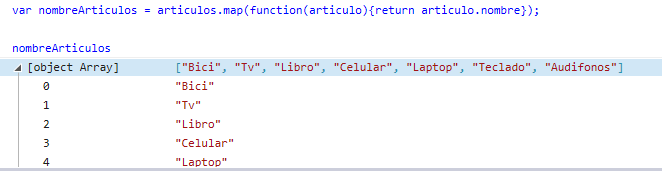 var nombreArticulos = articulos.map(function(articulo){return articulo.nombre});
nombreArticulos
[object Array] ["Bici", "Tv", "Libro", "Celular", "Laptop", "Teclado", "Audifonos"]
0 "Bici"
1 "Tv"
2 "Libro"
3 "Celular"
4 "Laptop"